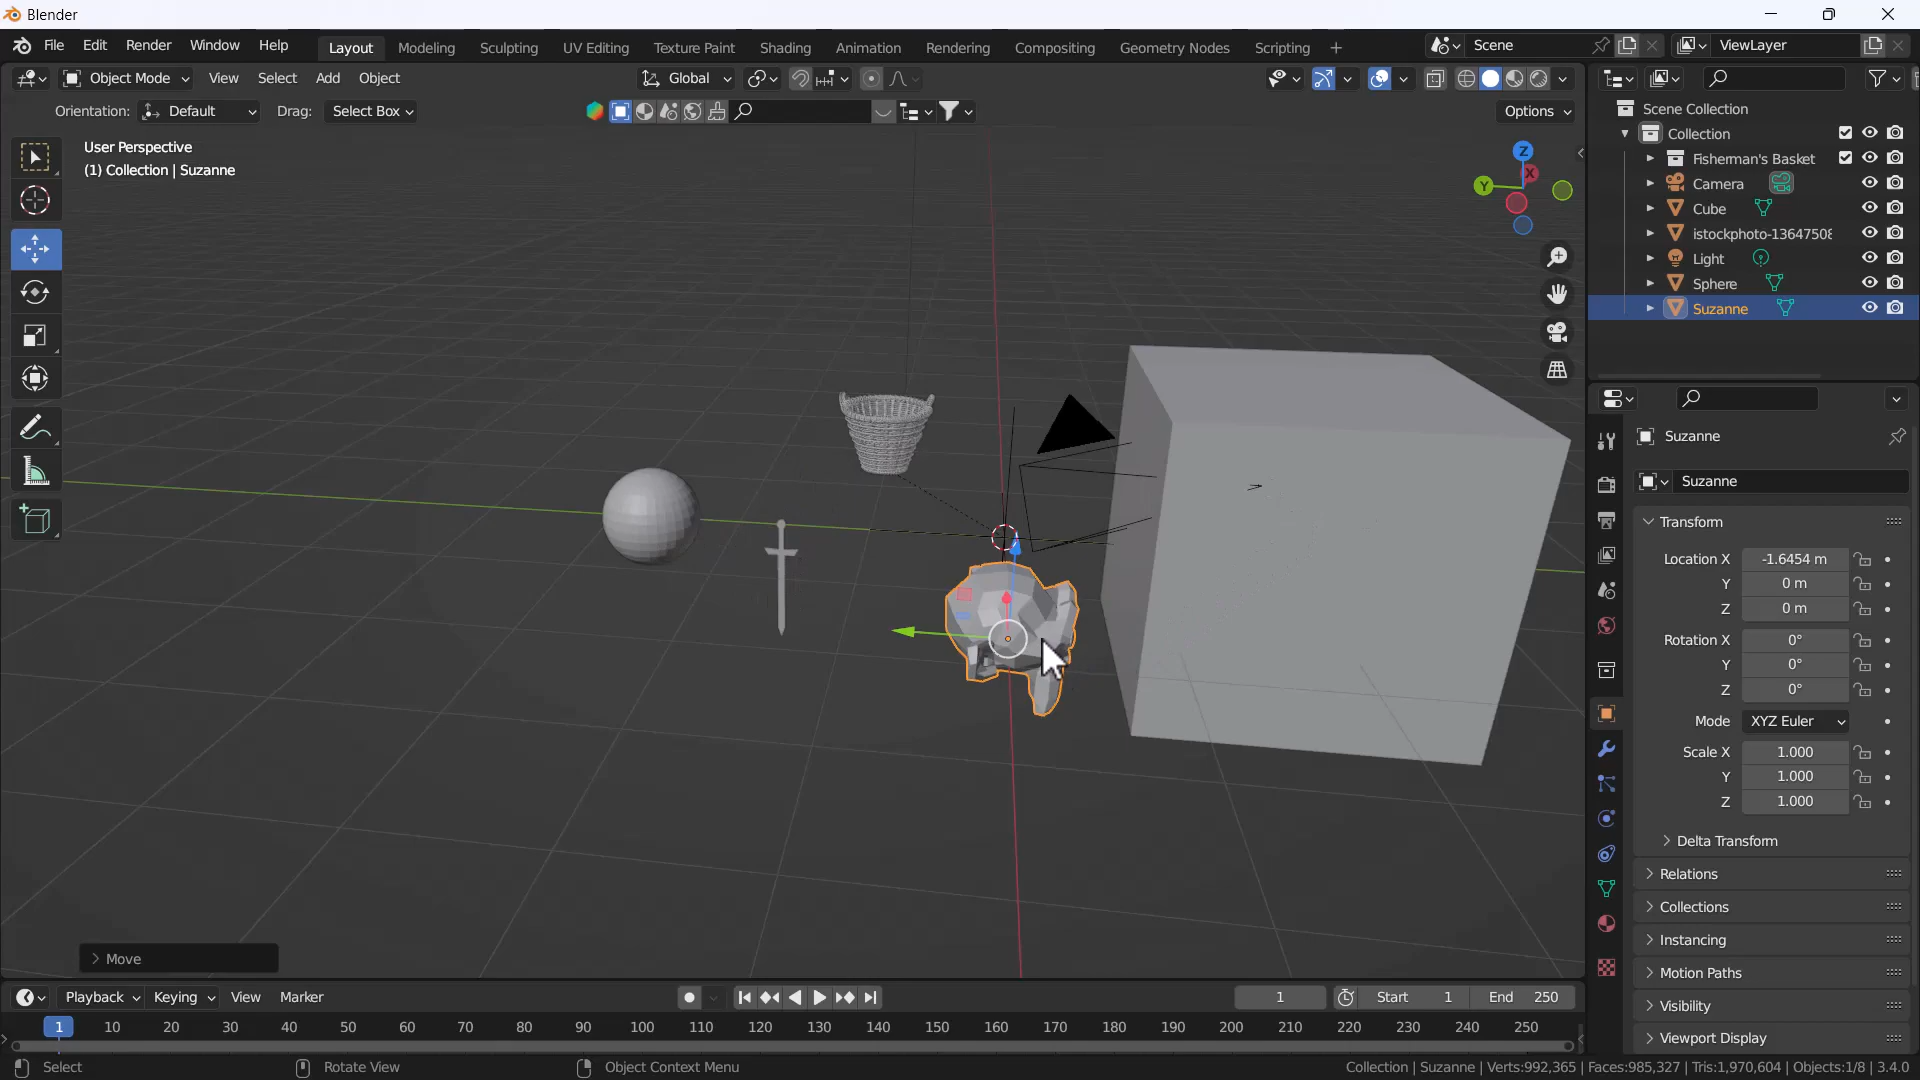 Blender
File Edit Render Window Help Layout Modeling Sculpting UV Editing Texture Paint Shading Animation Rendering Compositing Geometry Nodes Scripting + Scene ViewLayer
Object Mode View Select Add Object Global
Orientation: Default Drag: Select Box Options
User Perspective
(1) Collection | Suzanne
Z
X
Y
Scene Collection
Collection
Fisherman's Basket
Camera
Cube
istockphoto-13647508
Light
Sphere
Suzanne
Suzanne
Suzanne
Transform
Location X -1.6454 m
Y 0 m
Z 0 m
Rotation X 0°
Y 0°
Z 0°
Mode XYZ Euler
Scale X 1.000
Y 1.000
Z 1.000
Delta Transform
Relations
Collections
Instancing
Motion Paths
Visibility
Viewport Display
Move
Playback Keying View Marker 1 Start 1 End 250
1 10 20 30 40 50 60 70 80 90 100 110 120 130 140 150 160 170 180 190 200 210 220 230 240 250
Select Rotate View Object Context Menu Collection | Suzanne | Verts:992,365 | Faces:985,327 | Tris:1,970,604 | Objects:1/8 | 3.4.0